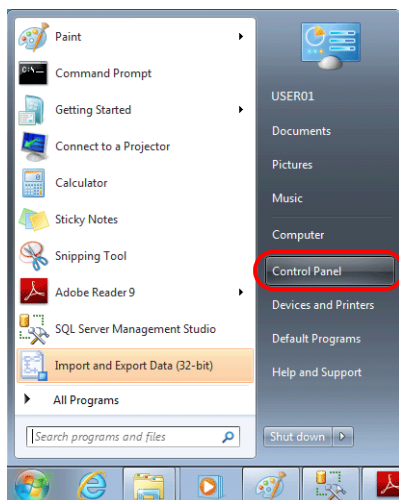 Paint
Command Prompt
Getting Started
Connect to a Projector
Calculator
Sticky Notes
Snipping Tool
Adobe Reader 9
SQL Server Management Studio
Import and Export Data (32-bit)
All Programs
Search programs and files
USER01
Documents
Pictures
Music
Computer
Control Panel
Devices and Printers
Default Programs
Help and Support
Shut down